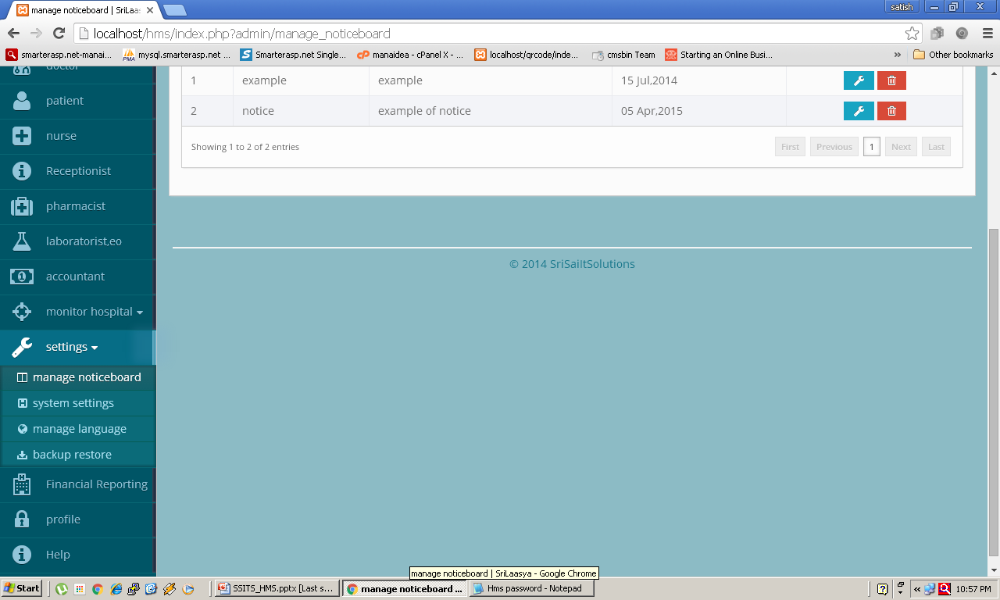 manage noticeboard | SriLaas
satish
localhost/hms/index.php?admin/manage_noticeboard
smarterasp.net-manai... mysql.smarterasp.net ... Smarterasp.net Single... manaidea - cPanel X - ... localhost/qrcode/inde... cmsbin Team Starting an Online Busi... » Other bookmarks
doctor
patient
nurse
Receptionist
pharmacist
laboratorist,eo
accountant
monitor hospital
settings
manage noticeboard
system settings
manage language
backup restore
Financial Reporting
profile
Help
1 example example 15 Jul,2014
2 notice example of notice 05 Apr,2015
Showing 1 to 2 of 2 entries First Previous 1 Next Last
© 2014 SriSaiItSolutions
manage noticeboard | SriLaasya - Google Chrome
Start SSITS_HMS.pptx [Last s... manage noticeboard ... Hms password - Notepad « 10:57 PM